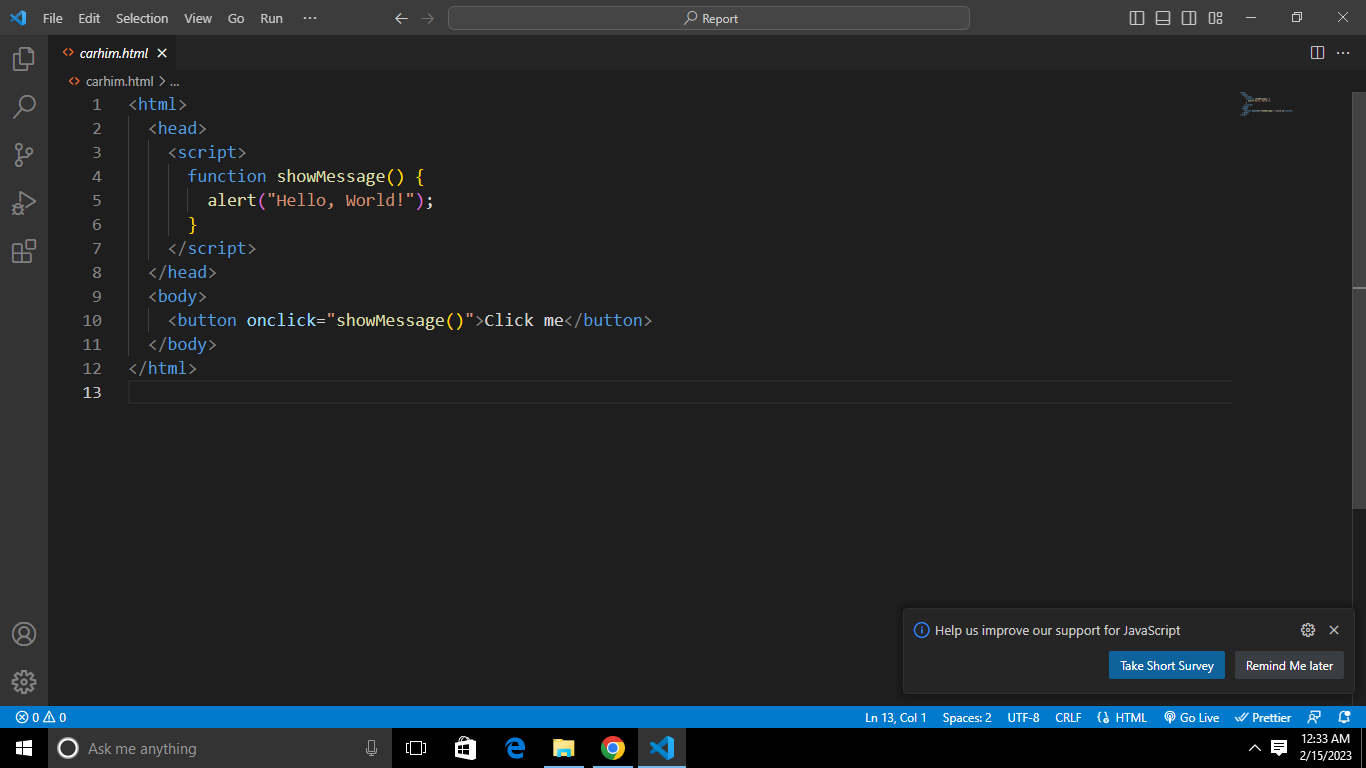 File Edit Selection View Go Run ··· Report
carhim.html
carhim.html > ...
1 <html>
2 <head>
3 <script>
4 function showMessage() {
5 alert("Hello, World!");
6 }
7 </script>
8 </head>
9 <body>
10 <button onclick="showMessage()">Click me</button>
11 </body>
12 </html>
13
Help us improve our support for JavaScript
Take Short Survey Remind Me later
0 0 Ln 13, Col 1 Spaces: 2 UTF-8 CRLF HTML Go Live Prettier
Ask me anything
12:33 AM
2/15/2023